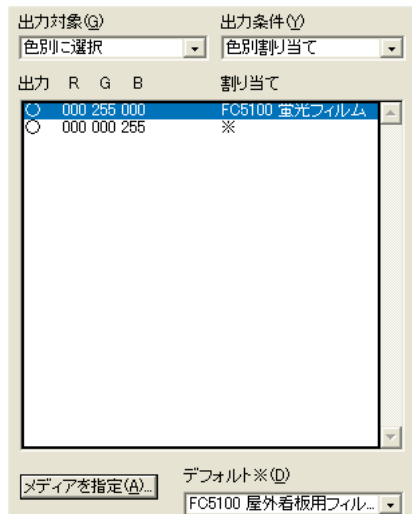 出力対象(G) 出力条件(Y)
色別に選択 色別割り当て
出力 R G B 割り当て
○ 000 255 000 FC5100 蛍光フィルム
○ 000 000 255 ※
メディアを指定(A)... デフォルト※(D)
FC5100 屋外看板用フィル...